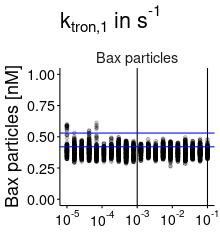 k_tron,1 in s^-1
Bax particles
Bax particles [nM]
1.00
0.75
0.50
0.25
0.00
10^-5 10^-4 10^-3 10^-2 10^-1